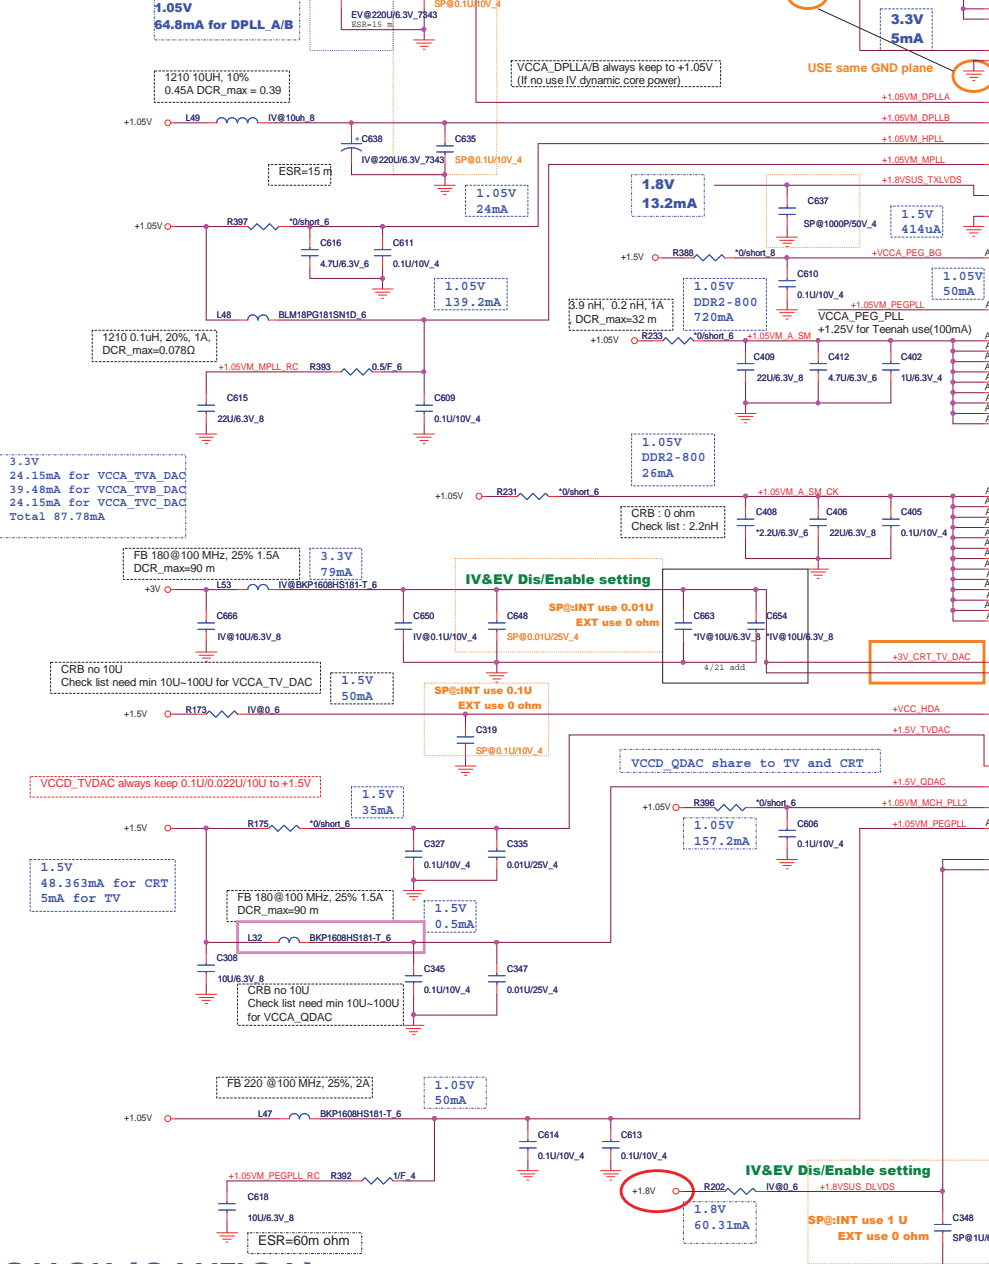 1.05V
64.8mA for DPLL_A/B
EV@220U/6.3V_7343
ESR=15 m
SP@0.1U/10V_4
3.3V
5mA
USE same GND plane
VCCA_DPLLA/B always keep to +1.05V
(If no use IV dynamic core power)
1210 10UH, 10%
0.45A DCR_max = 0.39
+1.05VM_DPLLA
+1.05V
L49
IV@10uh_8
+1.05VM_DPLLB
C638
IV@220U/6.3V_7343
C635
SP@0.1U/10V_4
+1.05VM_HPLL
+1.05VM_MPLL
ESR=15 m
1.05V
24mA
1.8V
13.2mA
+1.8VSUS_TXLVDS
C637
SP@1000P/50V_4
1.5V
414uA
+1.05V
R397
*0/short_6
C616
4.7U/6.3V_6
C611
0.1U/10V_4
+1.5V
R388
*0/short_8
+VCCA_PEG_BG
C610
0.1U/10V_4
1.05V
50mA
1.05V
139.2mA
1.05V
DDR2-800
720mA
+1.05VM_PEGPLL
VCCA_PEG_PLL
+1.25V for Teenah use(100mA)
L48
BLM18PG181SN1D_6
3.9 nH, 0.2 nH, 1A
DCR_max=32 m
+1.05V
R233
*0/short_6
+1.05VM_A_SM
1210 0.1uH, 20%, 1A,
DCR_max=0.078Ω
+1.05VM_MPLL_RC
R393
0.5/F_6
C409
22U/6.3V_8
C412
4.7U/6.3V_6
C402
1U/6.3V_4
C615
22U/6.3V_8
C609
0.1U/10V_4
1.05V
DDR2-800
26mA
3.3V
24.15mA for VCCA_TVA_DAC
39.48mA for VCCA_TVB_DAC
24.15mA for VCCA_TVC_DAC
Total 87.78mA
+1.05V
R231
*0/short_6
+1.05VM_A_SM_CK
CRB : 0 ohm
Check list : 2.2nH
C408
*2.2U/6.3V_6
C406
22U/6.3V_8
C405
0.1U/10V_4
FB 180@100 MHz, 25% 1.5A
DCR_max=90 m
3.3V
79mA
+3V
L53
IV@BKP1608HS181-T_6
IV&EV Dis/Enable setting
SP@:INT use 0.01U
EXT use 0 ohm
C666
IV@10U/6.3V_8
C650
IV@0.1U/10V_4
C648
SP@0.01U/25V_4
C663
*IV@10U/6.3V_8
C654
*IV@10U/6.3V_8
4/21 add
+3V_CRT_TV_DAC
CRB no 10U
Check list need min 10U~100U for VCCA_TV_DAC
1.5V
50mA
SP@:INT use 0.1U
EXT use 0 ohm
+1.5V
R173
IV@0_6
+VCC_HDA
C319
SP@0.1U/10V_4
+1.5V_TVDAC
VCCD_QDAC share to TV and CRT
VCCD_TVDAC always keep 0.1U/0.022U/10U to +1.5V
+1.5V_QDAC
1.5V
35mA
+1.05V
R396
*0/short_6
+1.05VM_MCH_PLL2
+1.5V
R175
*0/short_6
1.05V
157.2mA
C606
0.1U/10V_4
+1.05VM_PEGPLL
C327
0.1U/10V_4
C335
0.01U/25V_4
1.5V
48.363mA for CRT
5mA for TV
FB 180@100 MHz, 25% 1.5A
DCR_max=90 m
1.5V
0.5mA
L32
BKP1608HS181-T_6
C308
10U/6.3V_8
C345
0.1U/10V_4
C347
0.01U/25V_4
CRB no 10U
Check list need min 10U~100U
for VCCA_QDAC
FB 220 @100 MHz, 25%, 2A
1.05V
50mA
+1.05V
L47
BKP1608HS181-T_6
C614
0.1U/10V_4
C613
0.1U/10V_4
IV&EV Dis/Enable setting
+1.05VM_PEGPLL_RC
R392
1/F_4
+1.8V
R202
IV@0_6
+1.8VSUS_DLVDS
C618
10U/6.3V_8
1.8V
60.31mA
SP@:INT use 1 U
EXT use 0 ohm
C348
SP@1U/6
ESR=60m ohm